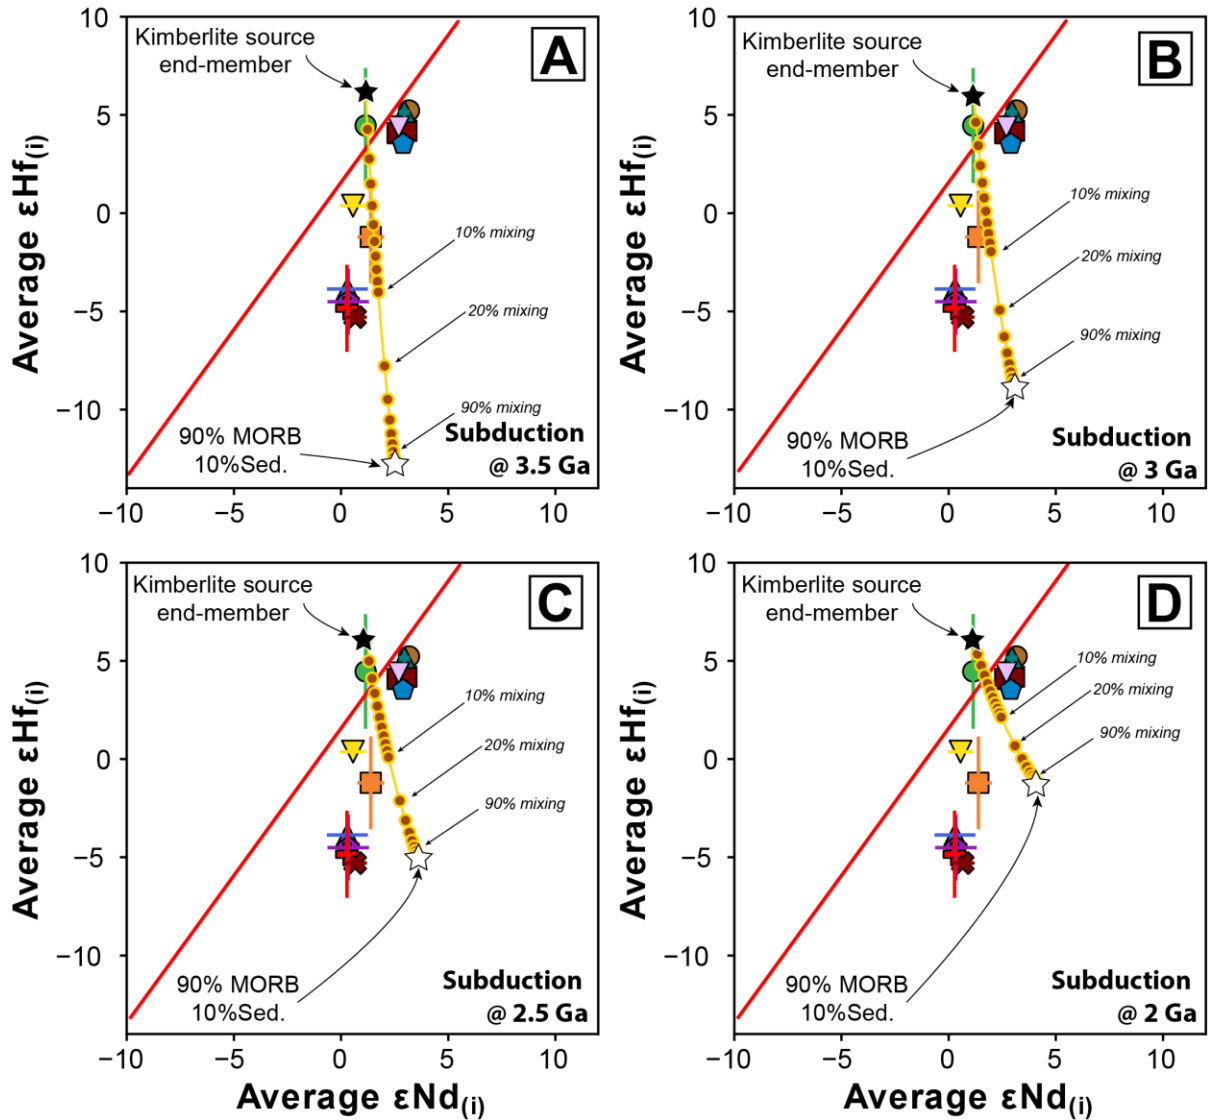 A
Kimberlite source
end-member
10% mixing
20% mixing
90% mixing
90% MORB
10%Sed.
Subduction
@ 3.5 Ga
Average εHf(i)
10
5
0
−5
−10
−10
−5
0
5
10
B
Kimberlite source
end-member
10% mixing
20% mixing
90% mixing
90% MORB
10%Sed.
Subduction
@ 3 Ga
Average εHf(i)
10
5
0
−5
−10
−10
−5
0
5
10
C
Kimberlite source
end-member
10% mixing
20% mixing
90% mixing
90% MORB
10%Sed.
Subduction
@ 2.5 Ga
Average εHf(i)
10
5
0
−5
−10
−10
−5
0
5
10
Average εNd(i)
D
Kimberlite source
end-member
10% mixing
20% mixing
90% mixing
90% MORB
10%Sed.
Subduction
@ 2 Ga
Average εHf(i)
10
5
0
−5
−10
−10
−5
0
5
10
Average εNd(i)